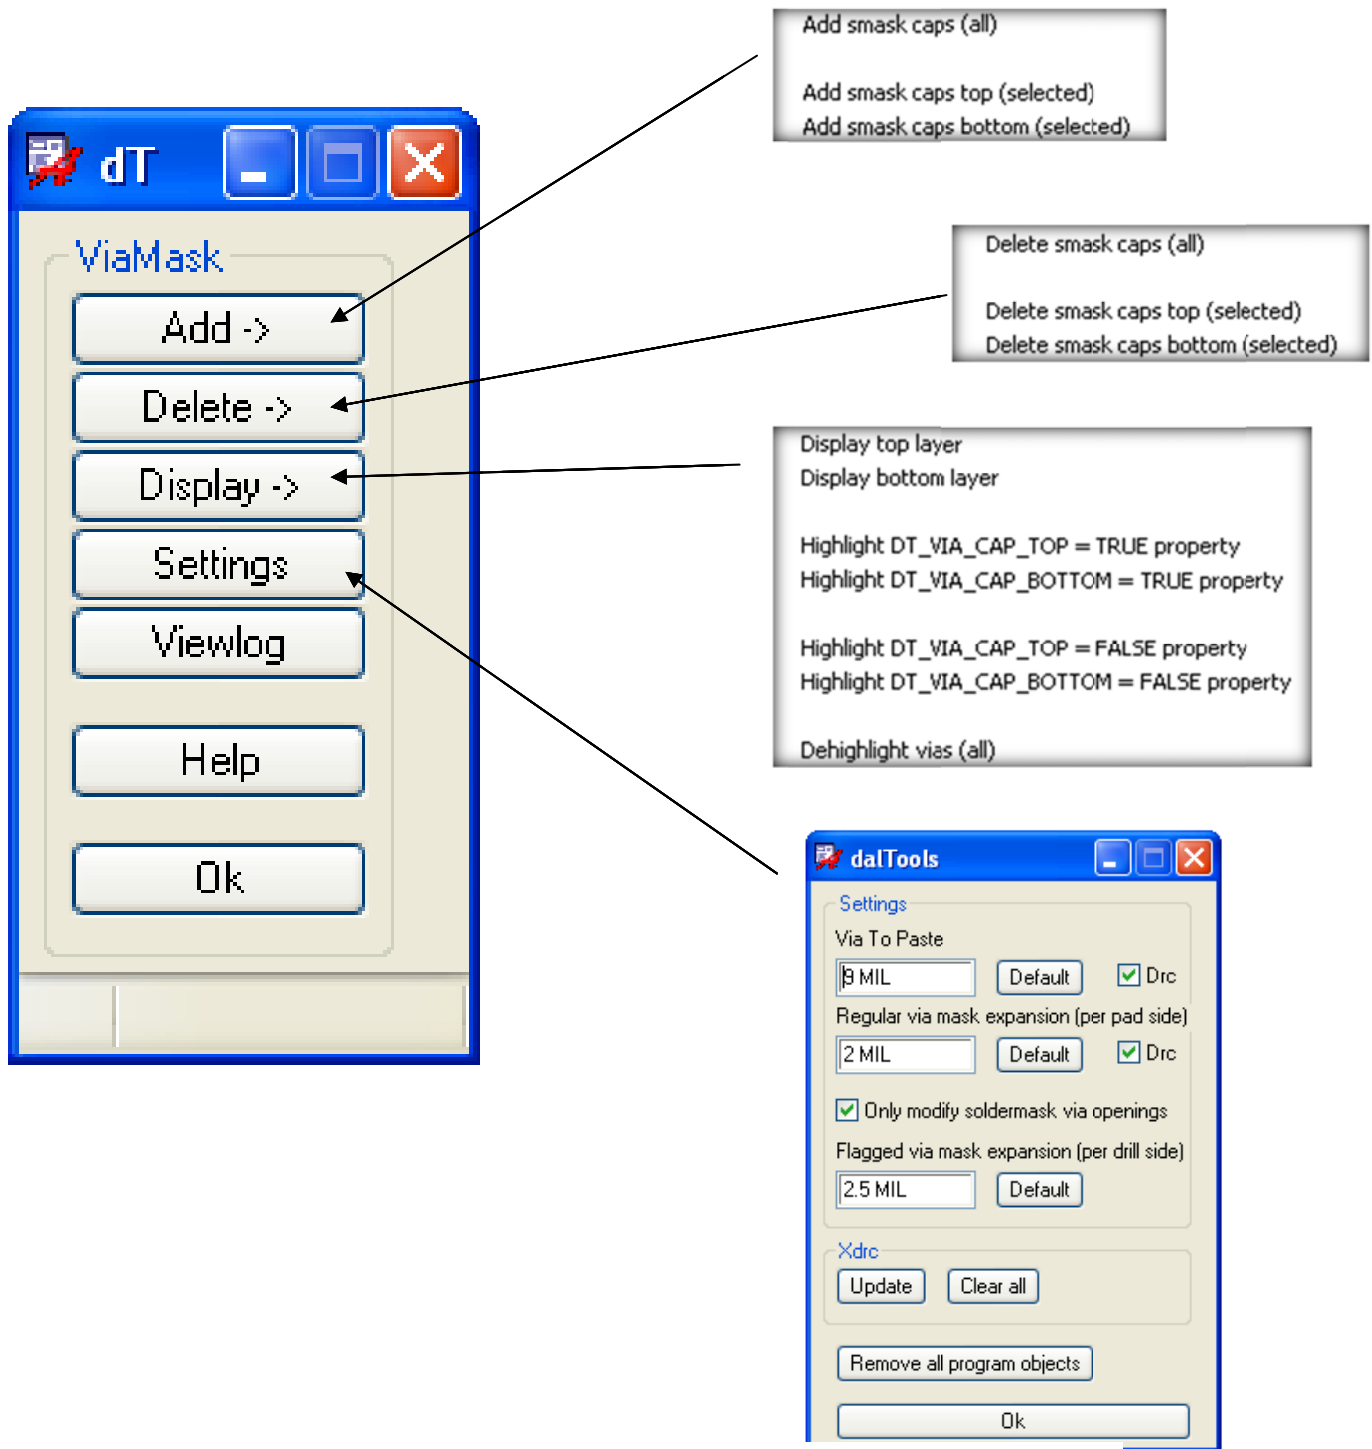 dT
ViaMask
Add ->
Delete ->
Display ->
Settings
Viewlog
Help
Ok
Add smask caps (all)
Add smask caps top (selected)
Add smask caps bottom (selected)
Delete smask caps (all)
Delete smask caps top (selected)
Delete smask caps bottom (selected)
Display top layer
Display bottom layer
Highlight DT_VIA_CAP_TOP = TRUE property
Highlight DT_VIA_CAP_BOTTOM = TRUE property
Highlight DT_VIA_CAP_TOP = FALSE property
Highlight DT_VIA_CAP_BOTTOM = FALSE property
Dehighlight vias (all)
dalTools
Settings
Via To Paste
9 MIL Default Drc
Regular via mask expansion (per pad side)
2 MIL Default Drc
Only modify soldermask via openings
Flagged via mask expansion (per drill side)
2.5 MIL Default
Xdrc
Update Clear all
Remove all program objects
Ok